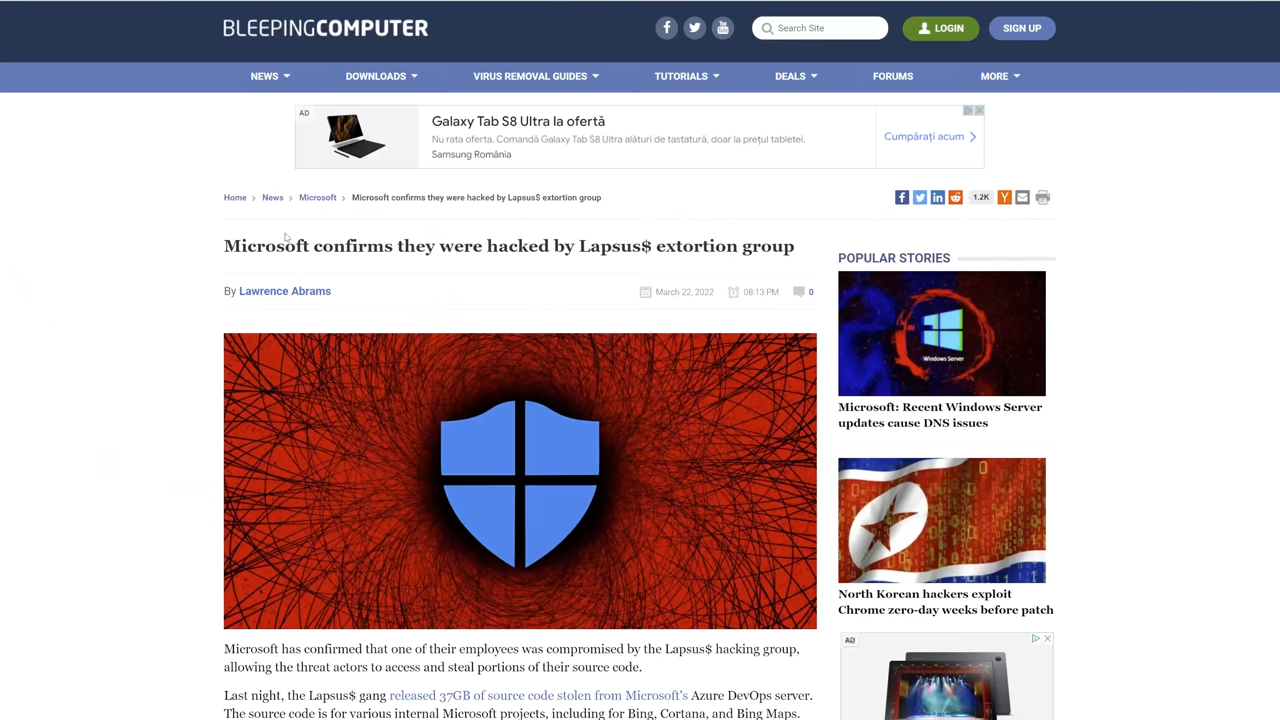 BLEEPINGCOMPUTER
Search Site
LOGIN
SIGN UP
NEWS
DOWNLOADS
VIRUS REMOVAL GUIDES
TUTORIALS
DEALS
FORUMS
MORE
AD
Galaxy Tab S8 Ultra la ofertă
Nu rata oferta. Comandă Galaxy Tab S8 Ultra alături de tastatură, doar la prețul tabletei.
Samsung România
Cumpărați acum
Home > News > Microsoft > Microsoft confirms they were hacked by Lapsus$ extortion group
1.2K
Microsoft confirms they were hacked by Lapsus$ extortion group
By Lawrence Abrams
March 22, 2022
08:13 PM
0
Microsoft has confirmed that one of their employees was compromised by the Lapsus$ hacking group,
allowing the threat actors to access and steal portions of their source code.
Last night, the Lapsus$ gang released 37GB of source code stolen from Microsoft's Azure DevOps server.
The source code is for various internal Microsoft projects, including for Bing, Cortana, and Bing Maps.
POPULAR STORIES
Windows Server
Microsoft: Recent Windows Server
updates cause DNS issues
North Korean hackers exploit
Chrome zero-day weeks before patch
AD